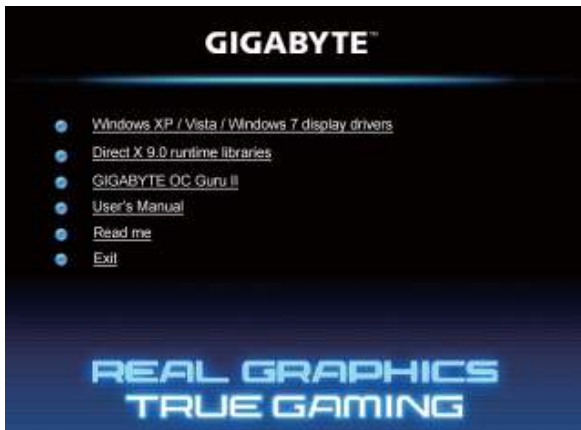 GIGABYTE™
Windows XP / Vista / Windows 7 display drivers
Direct X 9.0 runtime libraries
GIGABYTE OC Guru II
User's Manual
Read me
Exit
REAL GRAPHICS
TRUE GAMING